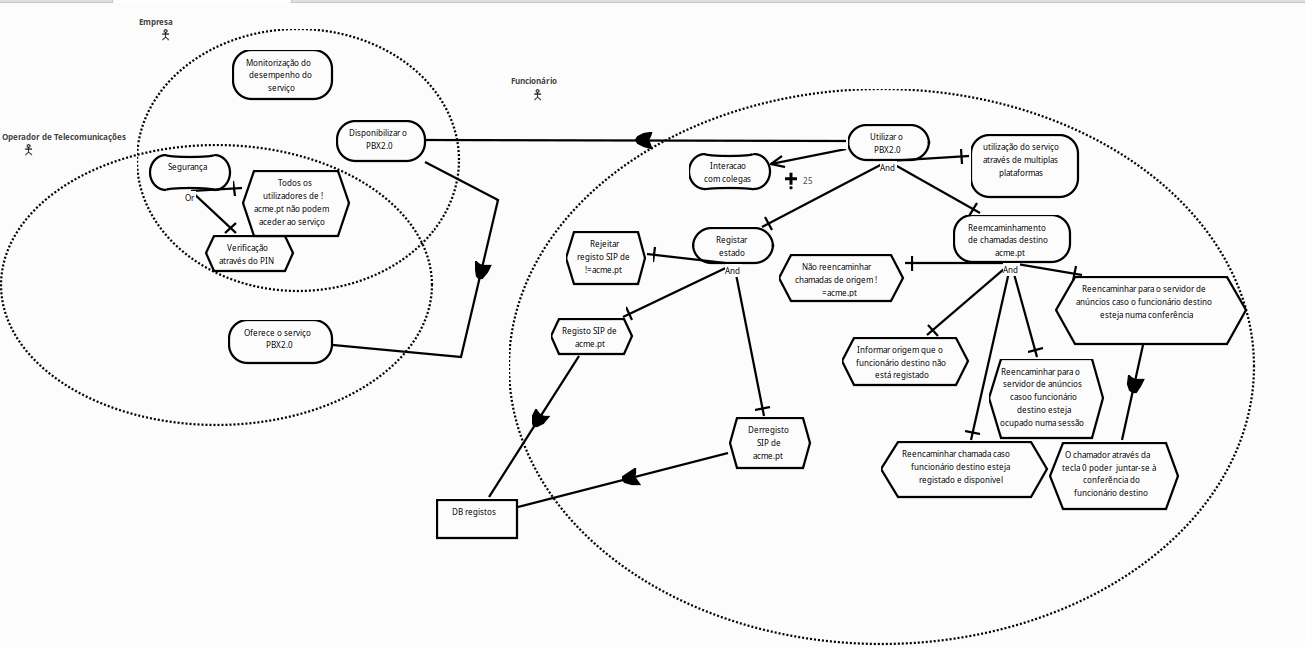 Empresa
Monitorização do
desempenho do
serviço
Funcionário
Operador de Telecomunicações
Disponibilizar o
PBX2.0
Utilizar o
PBX2.0
And
utilização do serviço
através de multiplas
plataformas
Interacao
com colegas
25
Segurança
Or
Todos os
utilizadores de !
acme.pt não podem
aceder ao serviço
Verificação
através do PIN
Oferece o serviço
PBX2.0
Registar
estado
And
Rejeitar
registo SIP de
!=acme.pt
Registo SIP de
acme.pt
Derregisto
SIP de
acme.pt
DB registos
Reemcaminhamento
de chamadas destino
acme.pt
And
Não reencaminhar
chamadas de origem !
=acme.pt
Reencaminhar para o servidor de
anúncios caso o funcionário destino
esteja numa conferência
Informar origem que o
funcionário destino não
está registado
Reencaminhar para o
servidor de anúncios
casoo funcionário
destino esteja
ocupado numa sessão
Reencaminhar chamada caso
funcionário destino esteja
registado e disponivel
O chamador através da
tecla 0 poder juntar-se à
conferência do
funcionário destino